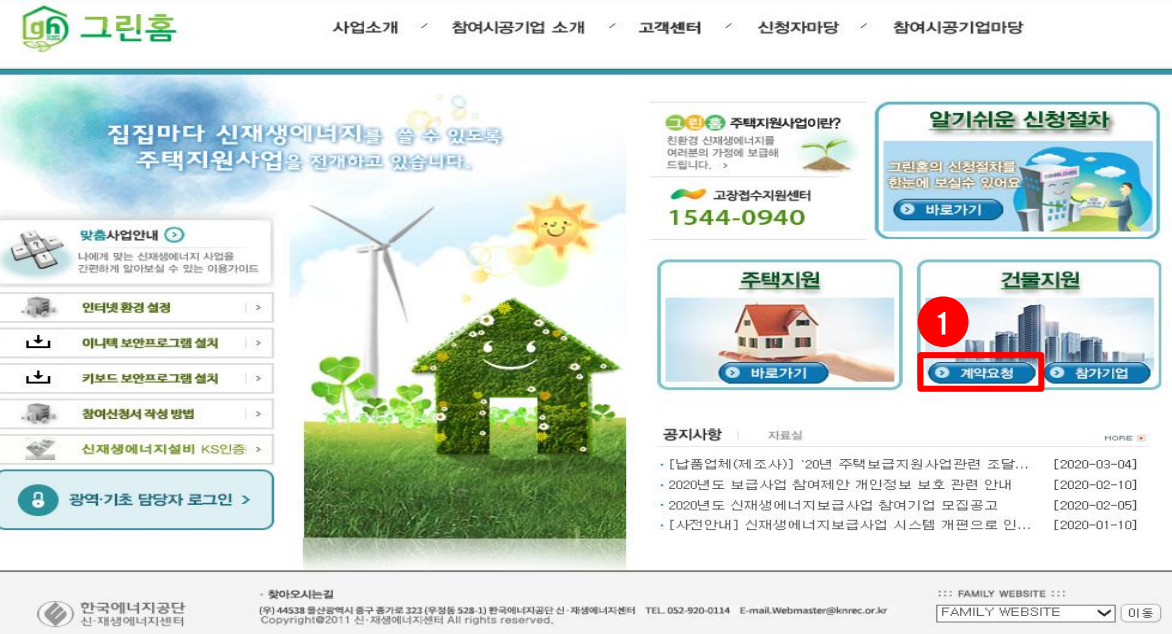 gh 그린홈
사업소개 / 참여시공기업 소개 / 고객센터 / 신청자마당 / 참여시공기업마당
집집마다 신재생에너지를 쓸 수 있도록
주택지원사업을 전개하고 있습니다.
맞춤사업안내
나에게 맞는 신재생에너지 사업을
간편하게 알아보실 수 있는 이용가이드
인터넷 환경 설정 >
이니텍 보안프로그램 설치 >
키보드 보안프로그램 설치 >
참여신청서 작성 방법 >
신재생에너지설비 KS인증 >
광역·기초 담당자 로그인 >
그린홈 주택지원사업이란?
친환경 신재생에너지를
여러분의 가정에 보급해
드립니다. >
고장접수지원센터
1544-0940
알기쉬운 신청절차
그린홈의 신청절차를
한눈에 보실수 있어요
바로가기
주택지원
바로가기
건물지원
1
계약요청
참가기업
공지사항
자료실
MORE
· [납품업체(제조사)] '20년 주택보급지원사업관련 조달... [2020-03-04]
· 2020년도 보급사업 참여제안 개인정보 보호 관련 안내 [2020-02-10]
· 2020년도 신재생에너지보급사업 참여기업 모집공고 [2020-02-05]
· [사전안내] 신재생에너지보급사업 시스템 개편으로 인... [2020-01-10]
한국에너지공단
신·재생에너지센터
· 찾아오시는길
(우) 44538 울산광역시 중구 종가로 323 (우정동 528-1) 한국에너지공단 신·재생에너지센터 TEL. 052-920-0114 E-mail.Webmaster@knrec.or.kr
Copyright@2011 신·재생에너지센터 All rights reserved.
::: FAMILY WEBSITE :::
FAMILY WEBSITE
이동